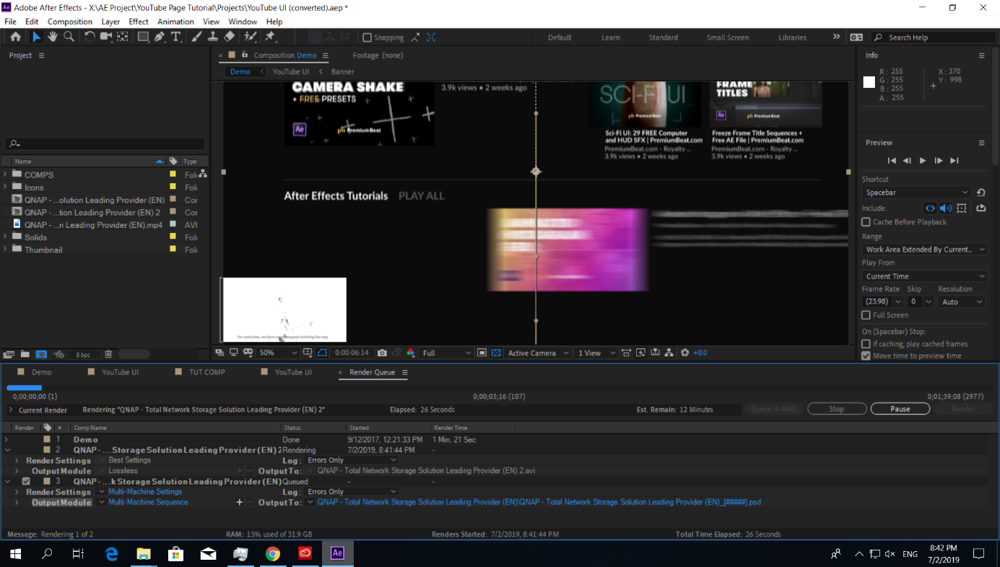 Adobe After Effects - X:\AE Project\YouTube Page Tutorial\Projects\YouTube UI (converted).aep *
File Edit Composition Layer Effect Animation View Window Help
Snapping Default Learn Standard Small Screen Libraries Search Help
Project
Composition Demo Footage (none)
Demo YouTube UI Banner
Name Type
COMPS Fol
Icons Fol
QNAP - ...olution Leading Provider (EN) Cor
QNAP - ...tion Leading Provider (EN) 2 Cor
QNAP - ...n Leading Provider (EN).mp4 AVI
Solids Fol
Thumbnail Fol
8 bpc
CAMERA SHAKE
+ FREE PRESETS
Ae
pb PremiumBeat
3.9k views • 2 weeks ago
SCI-FI UI
pb PremiumBeat
Sci-Fi UI: 29 FREE Computer
and HUD SFX | PremiumBeat.com
PremiumBeat.com - Royalty ...
3.9k views • 2 weeks ago
FRAME
TITLES
Ae pb PremiumBeat
Freeze Frame Title Sequences +
Free AE File | PremiumBeat.com
PremiumBeat.com - Royalty ...
3.9k views • 2 weeks ago
After Effects Tutorials PLAY ALL
50% 0:00:06:14 Full Active Camera 1 View +0.0
Info
R : 255
G : 255
B : 255
A : 255
X : 370
Y : 998
Preview
Shortcut
Spacebar
Include:
Cache Before Playback
Range
Work Area Extended By Current...
Play From
Current Time
Frame Rate Skip Resolution
(23.98) 0 Auto
Full Screen
On (Spacebar) Stop:
If caching, play cached frames
Move time to preview time
Demo YouTube UI TUT COMP YouTube UI Render Queue
0;00;00;00 (1) 0;00;03;16 (107) 0;01;39;08 (2977)
Current Render Rendering "QNAP - Total Network Storage Solution Leading Provider (EN) 2" Elapsed: 26 Seconds Est. Remain: 12 Minutes Queue in AME Stop Pause Render
Render # Comp Name Status Started Render Time
1 Demo Done 9/12/2017, 12:21:33 PM 1 Min, 21 Sec
2 QNAP-...Storage Solution Leading Provider (EN) 2 Rendering 7/2/2019, 8:41:44 PM -
Render Settings Best Settings Log: Errors Only
Output Module Lossless + - Output To: QNAP - Total Network Storage Solution Leading Provider (EN) 2.avi
3 QNAP-...k Storage Solution Leading Provider (EN) Queued - -
Render Settings Multi-Machine Settings Log: Errors Only
Output Module Multi-Machine Sequence + - Output To: QNAP - Total Network Storage Solution Leading Provider (EN)\QNAP - Total Network Storage Solution Leading Provider (EN)_[#####].psd
Message: Rendering 1 of 2 RAM: 13% used of 31.9 GB Renders Started: 7/2/2019, 8:41:44 PM Total Time Elapsed: 26 Seconds
Ae ENG 8:42 PM
7/2/2019